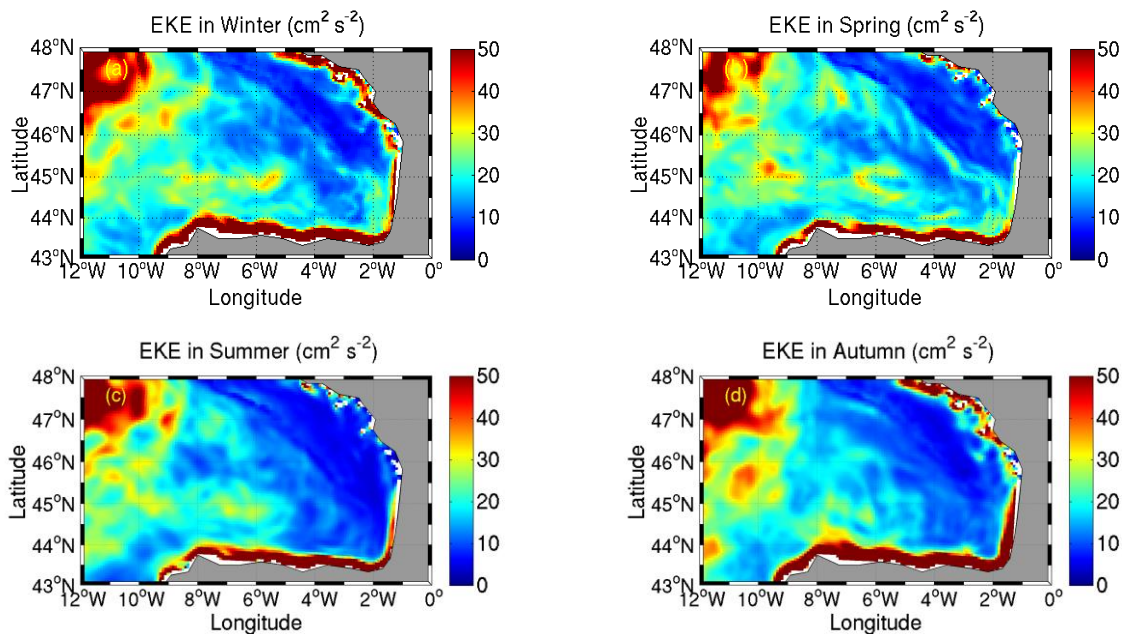 EKE in Winter (cm² s⁻²)
48°N
47°N
46°N
45°N
44°N
43°N
12°W 10°W 8°W 6°W 4°W 2°W 0°
Latitude
Longitude
(a)
50
40
30
20
10
0
EKE in Spring (cm² s⁻²)
48°N
47°N
46°N
45°N
44°N
43°N
12°W 10°W 8°W 6°W 4°W 2°W 0°
Latitude
Longitude
(b)
50
40
30
20
10
0
EKE in Summer (cm² s⁻²)
48°N
47°N
46°N
45°N
44°N
43°N
12°W 10°W 8°W 6°W 4°W 2°W 0°
Latitude
Longitude
(c)
50
40
30
20
10
0
EKE in Autumn (cm² s⁻²)
48°N
47°N
46°N
45°N
44°N
43°N
12°W 10°W 8°W 6°W 4°W 2°W 0°
Latitude
Longitude
(d)
50
40
30
20
10
0